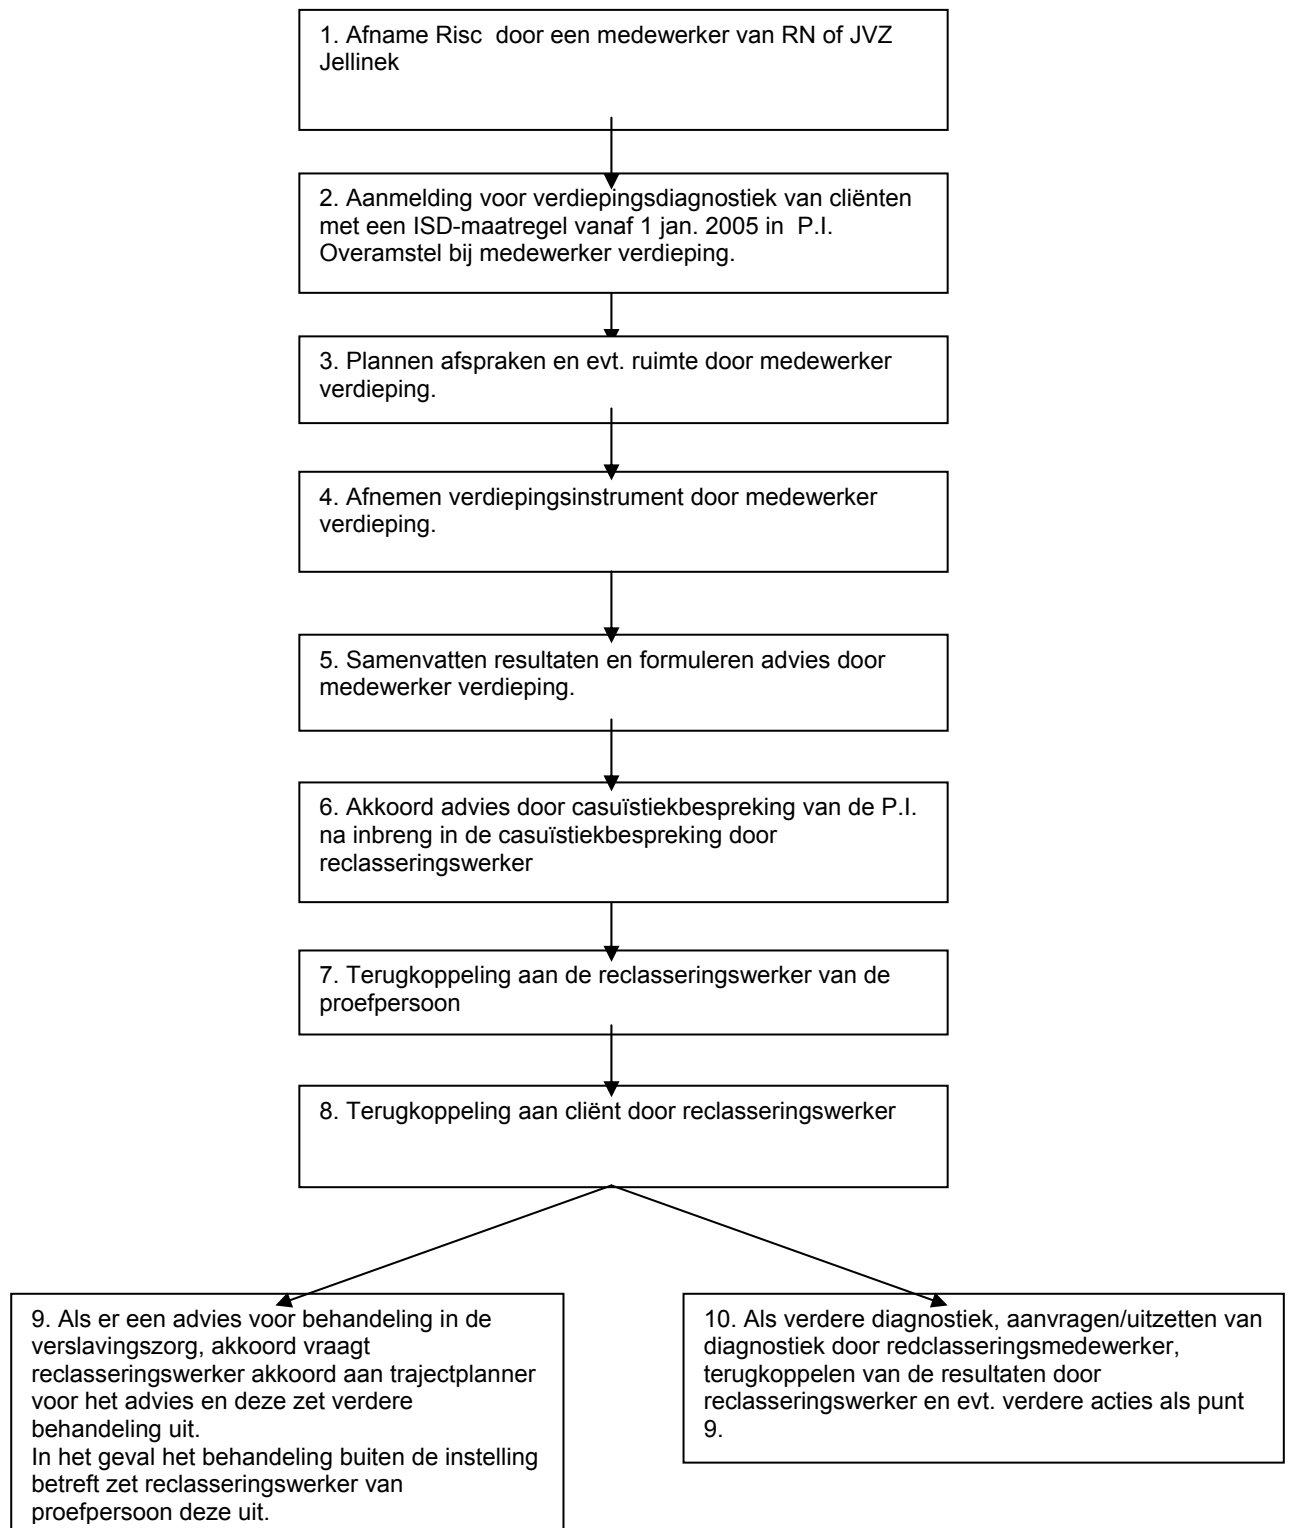 1. Afname Risc  door een medewerker van RN of JVZ
Jellinek
2. Aanmelding voor verdiepingsdiagnostiek van cliënten
met een ISD-maatregel vanaf 1 jan. 2005 in  P.I.
Overamstel bij medewerker verdieping.
3. Plannen afspraken en evt. ruimte door medewerker
verdieping.
4. Afnemen verdiepingsinstrument door medewerker
verdieping.
5. Samenvatten resultaten en formuleren advies door
medewerker verdieping.
6. Akkoord advies door casuïstiekbespreking van de P.I.
na inbreng in de casuïstiekbespreking door
reclasseringswerker
7. Terugkoppeling aan de reclasseringswerker van de
proefpersoon
8. Terugkoppeling aan cliënt door reclasseringswerker
9. Als er een advies voor behandeling in de
verslavingszorg, akkoord vraagt
reclasseringswerker akkoord aan trajectplanner
voor het advies en deze zet verdere
behandeling uit.
In het geval het behandeling buiten de instelling
betreft zet reclasseringswerker van
proefpersoon deze uit.
10. Als verdere diagnostiek, aanvragen/uitzetten van
diagnostiek door redclasseringsmedewerker,
terugkoppelen van de resultaten door
reclasseringswerker en evt. verdere acties als punt
9.